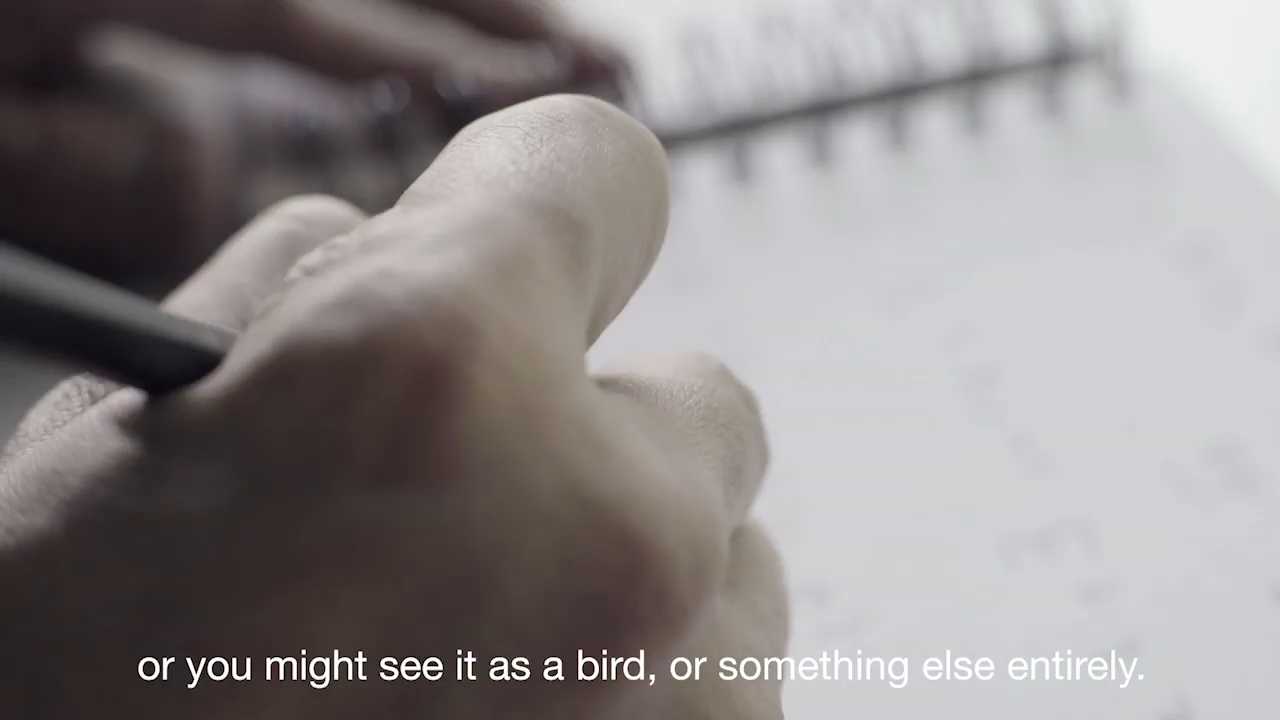 or you might see it as a bird, or something else entirely.